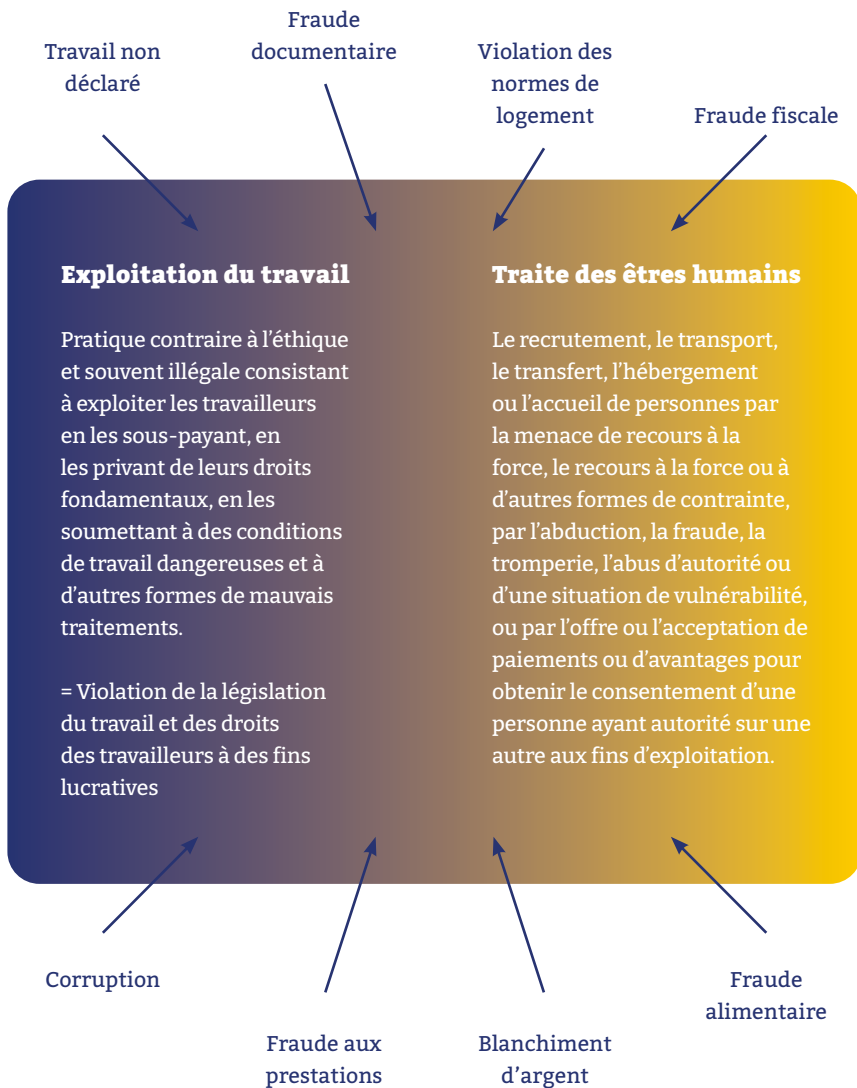 Travail non
déclaré
Fraude
documentaire
Violation des
normes de
logement
Fraude fiscale
Exploitation du travail
Pratique contraire à l’éthique
et souvent illégale consistant
à exploiter les travailleurs
en les sous-payant, en
les privant de leurs droits
fondamentaux, en les
soumettant à des conditions
de travail dangereuses et à
d’autres formes de mauvais
traitements.
= Violation de la législation
du travail et des droits
des travailleurs à des fins
lucratives
Traite des êtres humains
Le recrutement, le transport,
le transfert, l’hébergement
ou l’accueil de personnes par
la menace de recours à la
force, le recours à la force ou à
d’autres formes de contrainte,
par l’abduction, la fraude, la
tromperie, l’abus d’autorité ou
d’une situation de vulnérabilité,
ou par l’offre ou l’acceptation de
paiements ou d’avantages pour
obtenir le consentement d’une
personne ayant autorité sur une
autre aux fins d’exploitation.
Corruption
Fraude aux
prestations
Blanchiment
d’argent
Fraude
alimentaire